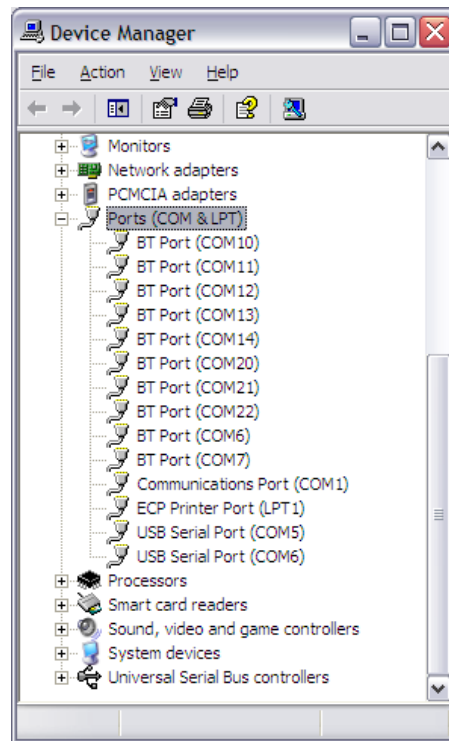 Device Manager
File Action View Help
Monitors
Network adapters
PCMCIA adapters
Ports (COM & LPT)
BT Port (COM10)
BT Port (COM11)
BT Port (COM12)
BT Port (COM13)
BT Port (COM14)
BT Port (COM20)
BT Port (COM21)
BT Port (COM22)
BT Port (COM6)
BT Port (COM7)
Communications Port (COM1)
ECP Printer Port (LPT1)
USB Serial Port (COM5)
USB Serial Port (COM6)
Processors
Smart card readers
Sound, video and game controllers
System devices
Universal Serial Bus controllers